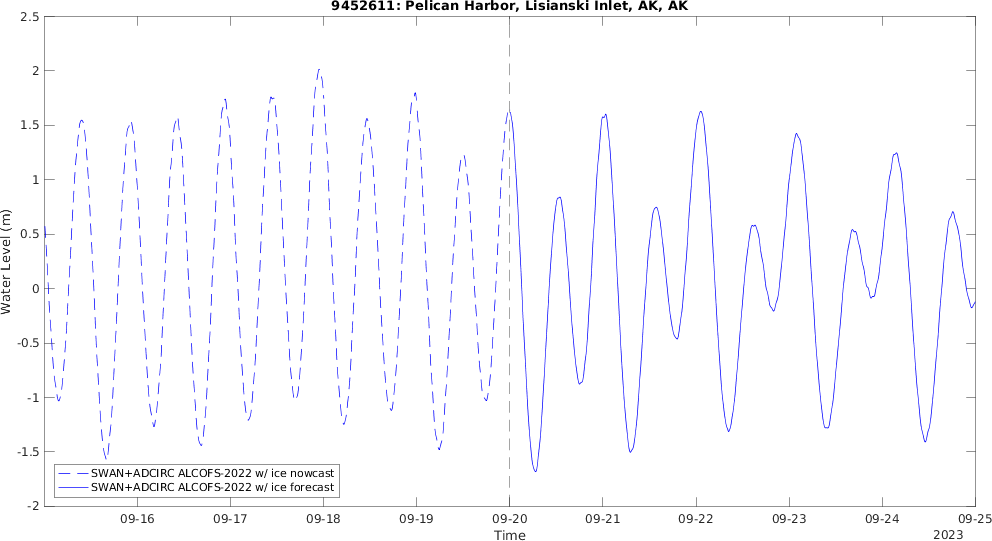 9452611: Pelican Harbor, Lisianski Inlet, AK, AK
2.5
2
1.5
1
0.5
0
-0.5
-1
-1.5
-2
Water Level (m)
SWAN+ADCIRC ALCOFS-2022 w/ ice nowcast
SWAN+ADCIRC ALCOFS-2022 w/ ice forecast
09-16 09-17 09-18 09-19 09-20 09-21 09-22 09-23 09-24 09-25
Time
2023